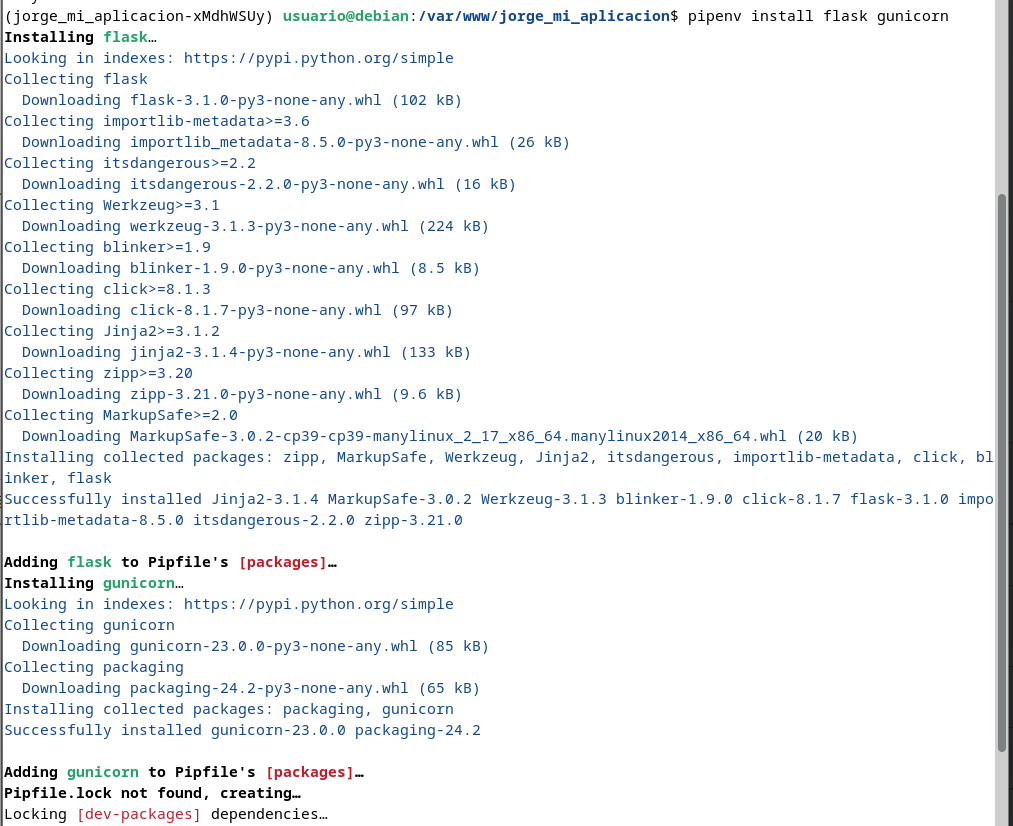 (jorge_mi_aplicacion-xMdhWSUy) usuario@debian:/var/www/jorge_mi_aplicacion$ pipenv install flask gunicorn
Installing flask…
Looking in indexes: https://pypi.python.org/simple
Collecting flask
  Downloading flask-3.1.0-py3-none-any.whl (102 kB)
Collecting importlib-metadata>=3.6
  Downloading importlib_metadata-8.5.0-py3-none-any.whl (26 kB)
Collecting itsdangerous>=2.2
  Downloading itsdangerous-2.2.0-py3-none-any.whl (16 kB)
Collecting Werkzeug>=3.1
  Downloading werkzeug-3.1.3-py3-none-any.whl (224 kB)
Collecting blinker>=1.9
  Downloading blinker-1.9.0-py3-none-any.whl (8.5 kB)
Collecting click>=8.1.3
  Downloading click-8.1.7-py3-none-any.whl (97 kB)
Collecting Jinja2>=3.1.2
  Downloading jinja2-3.1.4-py3-none-any.whl (133 kB)
Collecting zipp>=3.20
  Downloading zipp-3.21.0-py3-none-any.whl (9.6 kB)
Collecting MarkupSafe>=2.0
  Downloading MarkupSafe-3.0.2-cp39-cp39-manylinux_2_17_x86_64.manylinux2014_x86_64.whl (20 kB)
Installing collected packages: zipp, MarkupSafe, Werkzeug, Jinja2, itsdangerous, importlib-metadata, click, bl
inker, flask
Successfully installed Jinja2-3.1.4 MarkupSafe-3.0.2 Werkzeug-3.1.3 blinker-1.9.0 click-8.1.7 flask-3.1.0 impo
rtlib-metadata-8.5.0 itsdangerous-2.2.0 zipp-3.21.0
Adding flask to Pipfile's [packages]…
Installing gunicorn…
Looking in indexes: https://pypi.python.org/simple
Collecting gunicorn
  Downloading gunicorn-23.0.0-py3-none-any.whl (85 kB)
Collecting packaging
  Downloading packaging-24.2-py3-none-any.whl (65 kB)
Installing collected packages: packaging, gunicorn
Successfully installed gunicorn-23.0.0 packaging-24.2
Adding gunicorn to Pipfile's [packages]…
Pipfile.lock not found, creating…
Locking [dev-packages] dependencies…